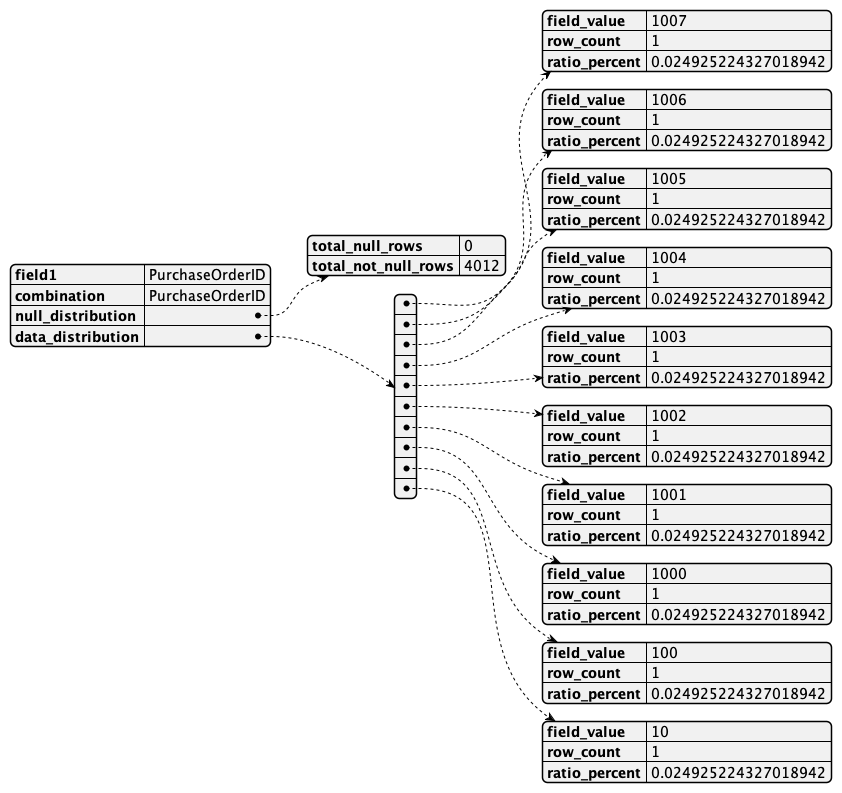 field1 PurchaseOrderID
combination PurchaseOrderID
null_distribution
data_distribution
total_null_rows 0
total_not_null_rows 4012
field_value 1007
row_count 1
ratio_percent 0.024925224327018942
field_value 1006
row_count 1
ratio_percent 0.024925224327018942
field_value 1005
row_count 1
ratio_percent 0.024925224327018942
field_value 1004
row_count 1
ratio_percent 0.024925224327018942
field_value 1003
row_count 1
ratio_percent 0.024925224327018942
field_value 1002
row_count 1
ratio_percent 0.024925224327018942
field_value 1001
row_count 1
ratio_percent 0.024925224327018942
field_value 1000
row_count 1
ratio_percent 0.024925224327018942
field_value 100
row_count 1
ratio_percent 0.024925224327018942
field_value 10
row_count 1
ratio_percent 0.024925224327018942